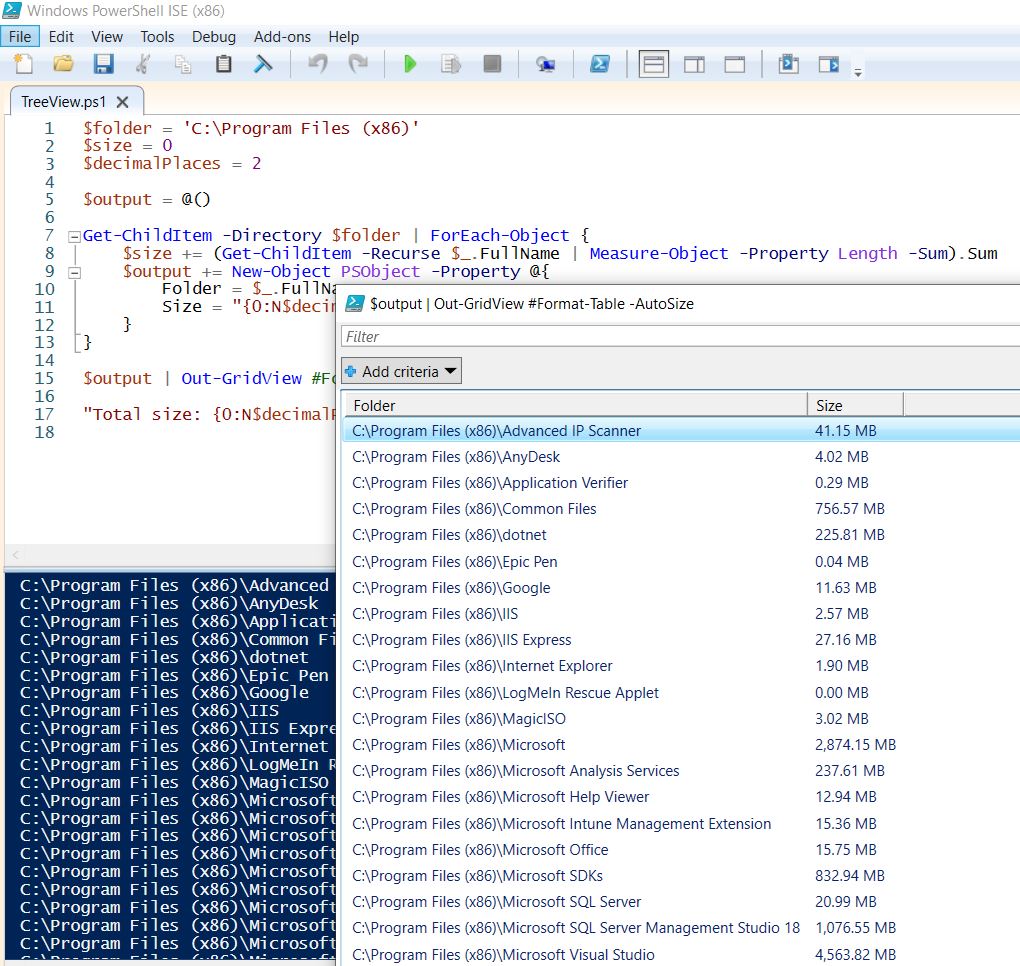 Windows PowerShell ISE (x86)
File Edit View Tools Debug Add-ons Help
TreeView.ps1
1 $folder = 'C:\Program Files (x86)'
2 $size = 0
3 $decimalPlaces = 2
4
5 $output = @()
6
7 Get-ChildItem -Directory $folder | ForEach-Object {
8 $size += (Get-ChildItem -Recurse $_.FullName | Measure-Object -Property Length -Sum).Sum
9 $output += New-Object PSObject -Property @{
10 Folder = $_.FullNa
11 Size = "{0:N$decim
12 }
13 }
14
15 $output | Out-GridView #Fo
16
17 "Total size: {0:N$decimalP
18
$output | Out-GridView #Format-Table -AutoSize
Filter
Add criteria
Folder Size
C:\Program Files (x86)\Advanced IP Scanner 41.15 MB
C:\Program Files (x86)\AnyDesk 4.02 MB
C:\Program Files (x86)\Application Verifier 0.29 MB
C:\Program Files (x86)\Common Files 756.57 MB
C:\Program Files (x86)\dotnet 225.81 MB
C:\Program Files (x86)\Epic Pen 0.04 MB
C:\Program Files (x86)\Google 11.63 MB
C:\Program Files (x86)\IIS 2.57 MB
C:\Program Files (x86)\IIS Express 27.16 MB
C:\Program Files (x86)\Internet Explorer 1.90 MB
C:\Program Files (x86)\LogMeIn Rescue Applet 0.00 MB
C:\Program Files (x86)\MagicISO 3.02 MB
C:\Program Files (x86)\Microsoft 2,874.15 MB
C:\Program Files (x86)\Microsoft Analysis Services 237.61 MB
C:\Program Files (x86)\Microsoft Help Viewer 12.94 MB
C:\Program Files (x86)\Microsoft Intune Management Extension 15.36 MB
C:\Program Files (x86)\Microsoft Office 15.75 MB
C:\Program Files (x86)\Microsoft SDKs 832.94 MB
C:\Program Files (x86)\Microsoft SQL Server 20.99 MB
C:\Program Files (x86)\Microsoft SQL Server Management Studio 18 1,076.55 MB
C:\Program Files (x86)\Microsoft Visual Studio 4,563.82 MB
C:\Program Files (x86)\Advanced
C:\Program Files (x86)\AnyDesk
C:\Program Files (x86)\Applicati
C:\Program Files (x86)\Common Fi
C:\Program Files (x86)\dotnet
C:\Program Files (x86)\Epic Pen
C:\Program Files (x86)\Google
C:\Program Files (x86)\IIS
C:\Program Files (x86)\IIS Expre
C:\Program Files (x86)\Internet
C:\Program Files (x86)\LogMeIn R
C:\Program Files (x86)\MagicISO
C:\Program Files (x86)\Microsoft
C:\Program Files (x86)\Microsoft
C:\Program Files (x86)\Microsoft
C:\Program Files (x86)\Microsoft
C:\Program Files (x86)\Microsoft
C:\Program Files (x86)\Microsoft
C:\Program Files (x86)\Microsoft
C:\Program Files (x86)\Microsoft
C:\Program Files (x86)\Microsoft